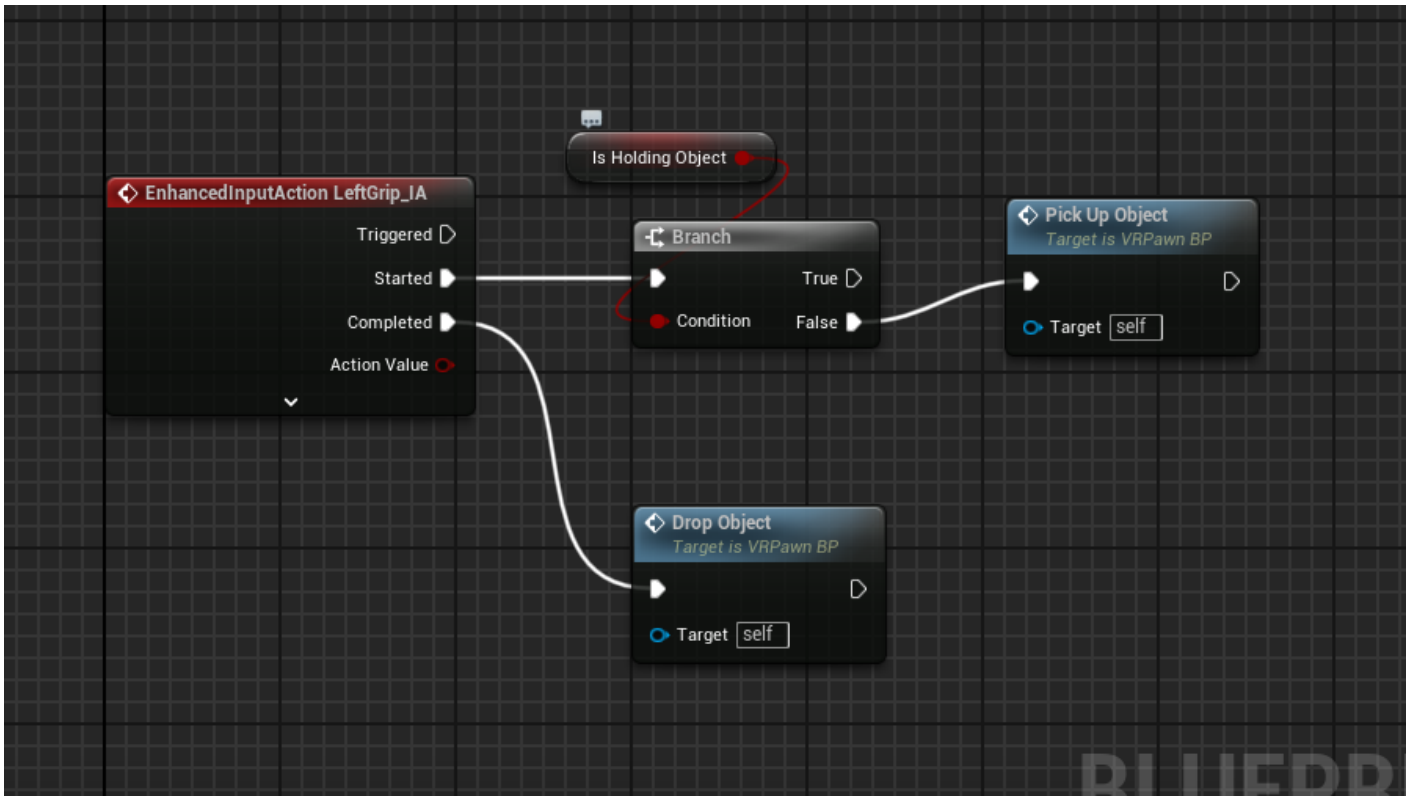 Is Holding Object
EnhancedInputAction LeftGrip_IA
Triggered
Started
Completed
Action Value
Branch
True
Condition
False
Pick Up Object
Target is VRPawn BP
Target self
Drop Object
Target is VRPawn BP
Target self